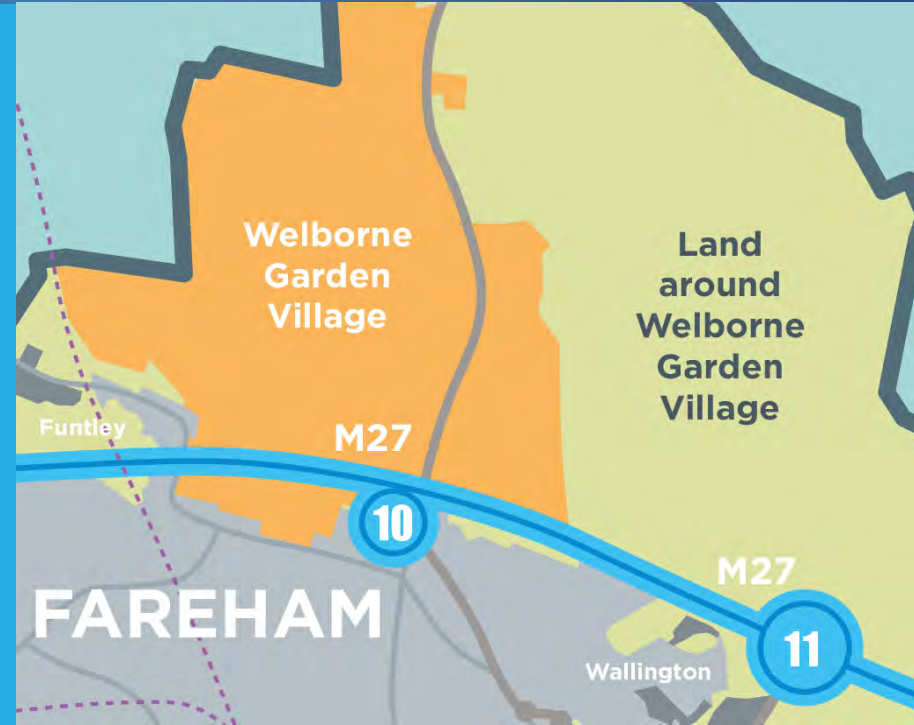 Welborne
Garden
Village
Land
around
Welborne
Garden
Village
Funtley
M27
10
FAREHAM
M27
11
Wallington